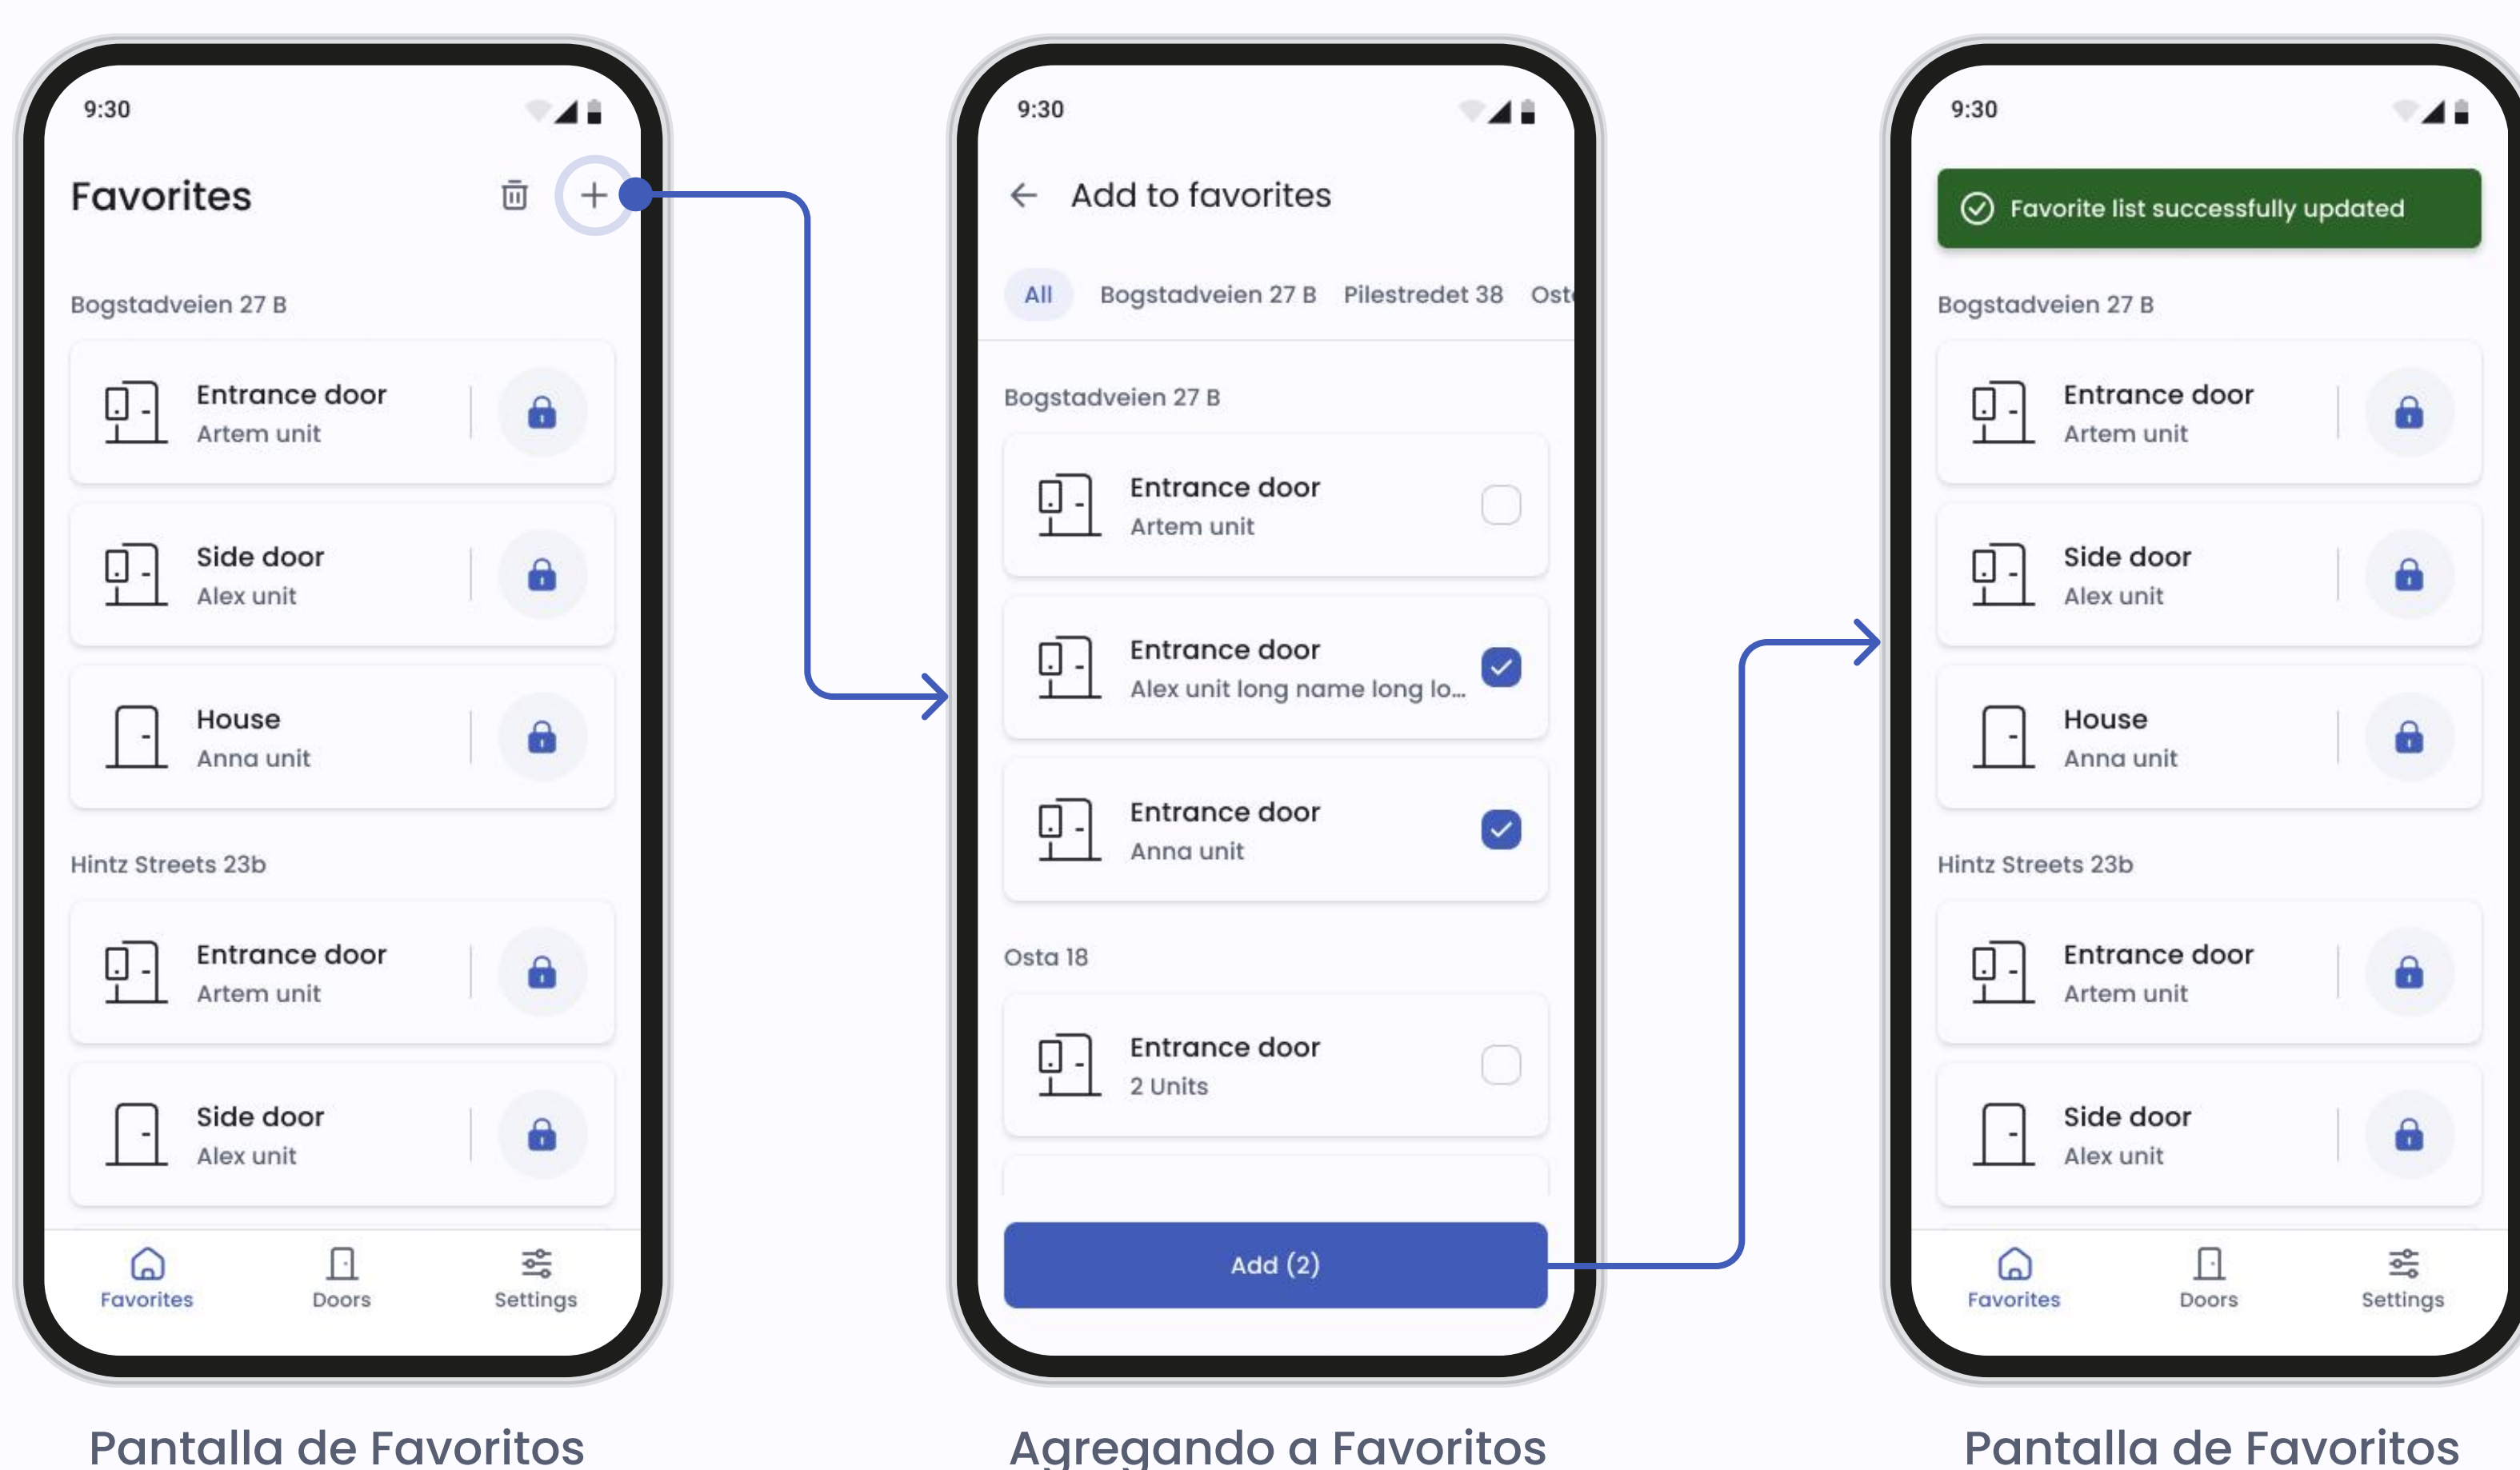 9:30
Favorites
Bogstadveien 27 B
Entrance door
Artem unit
Side door
Alex unit
House
Anna unit
Hintz Streets 23b
Entrance door
Artem unit
Side door
Alex unit
Favorites Doors Settings
Pantalla de Favoritos
9:30
Add to favorites
All Bogstadveien 27 B Pilestredet 38 Ost
Bogstadveien 27 B
Entrance door
Artem unit
Entrance door
Alex unit long name long lo...
Entrance door
Anna unit
Osta 18
Entrance door
2 Units
Add (2)
Agregando a Favoritos
9:30
Favorite list successfully updated
Bogstadveien 27 B
Entrance door
Artem unit
Side door
Alex unit
House
Anna unit
Hintz Streets 23b
Entrance door
Artem unit
Side door
Alex unit
Favorites Doors Settings
Pantalla de Favoritos